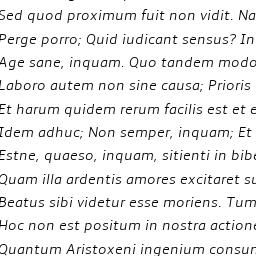 Sed quod proximum fuit non vidit. Na
Perge porro; Quid iudicant sensus? In
Age sane, inquam. Quo tandem modo
Laboro autem non sine causa; Prioris
Et harum quidem rerum facilis est et e
Idem adhuc; Non semper, inquam; Et
Estne, quaeso, inquam, sitienti in bibe
Quam illa ardentis amores excitaret su
Beatus sibi videtur esse moriens. Tum
Hoc non est positum in nostra actione
Quantum Aristoxeni ingenium consum